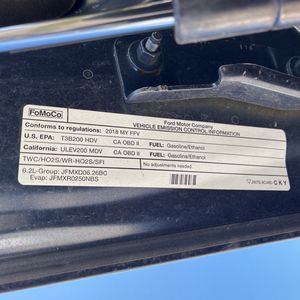 FoMoCo
Ford Motor Company
VEHICLE EMISSION CONTROL INFORMATION
Conforms to regulations: 2018 MY FFV
U.S. EPA: T3B200 HDV CA OBD II FUEL: Gasoline/Ethanol
California: ULEV200 MDV CA OBD II FUEL: Gasoline/Ethanol
TWC/HO2S/WR-HO2S/SFI No adjustments needed.
6.2L-Group: JFMXD06.26BC
Evap: JFMXR0250NBS
CKY